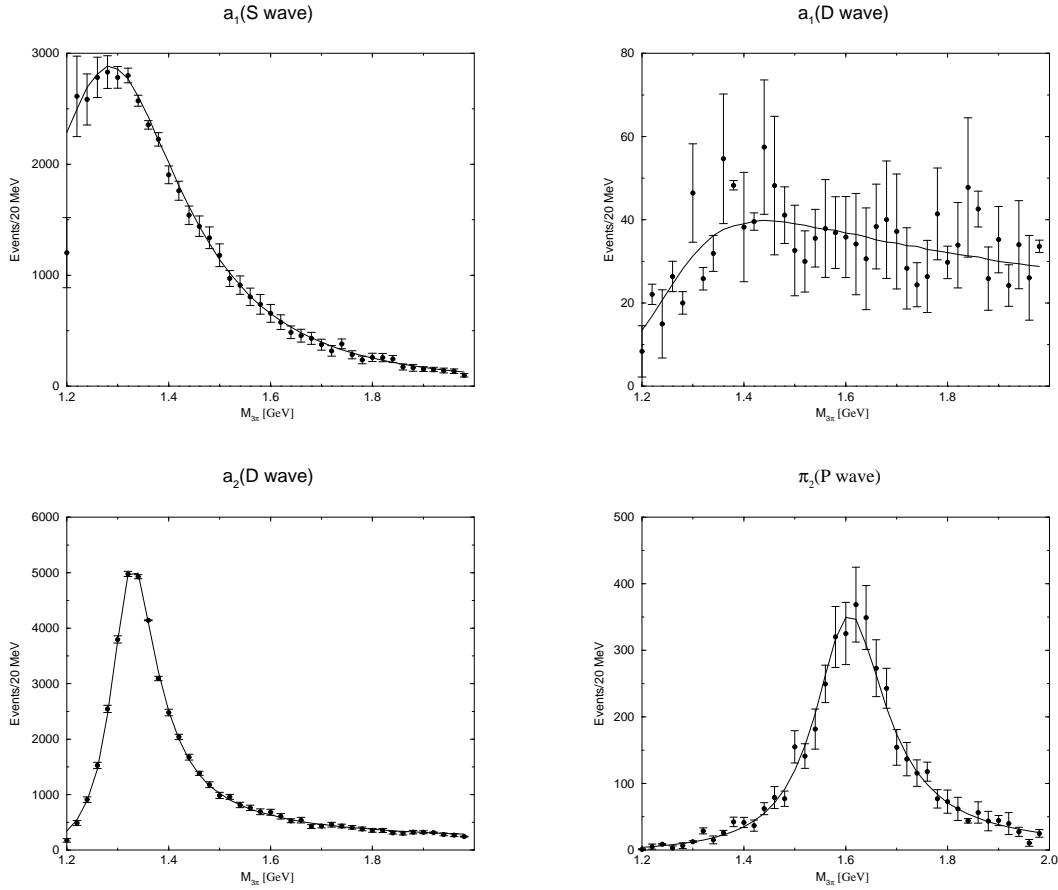 a₁(S wave)
3000
2000
1000
0
Events/20 MeV
1.2 1.4 1.6 1.8
M₃π [GeV]
a₁(D wave)
80
60
40
20
0
Events/20 MeV
1.2 1.4 1.6 1.8
M₃π [GeV]
a₂(D wave)
6000
5000
4000
3000
2000
1000
0
Events/20 MeV
1.2 1.4 1.6 1.8
M₃π [GeV]
π₂(P wave)
500
400
300
200
100
0
Events/20 MeV
1.2 1.4 1.6 1.8 2.0
M₃π [GeV]